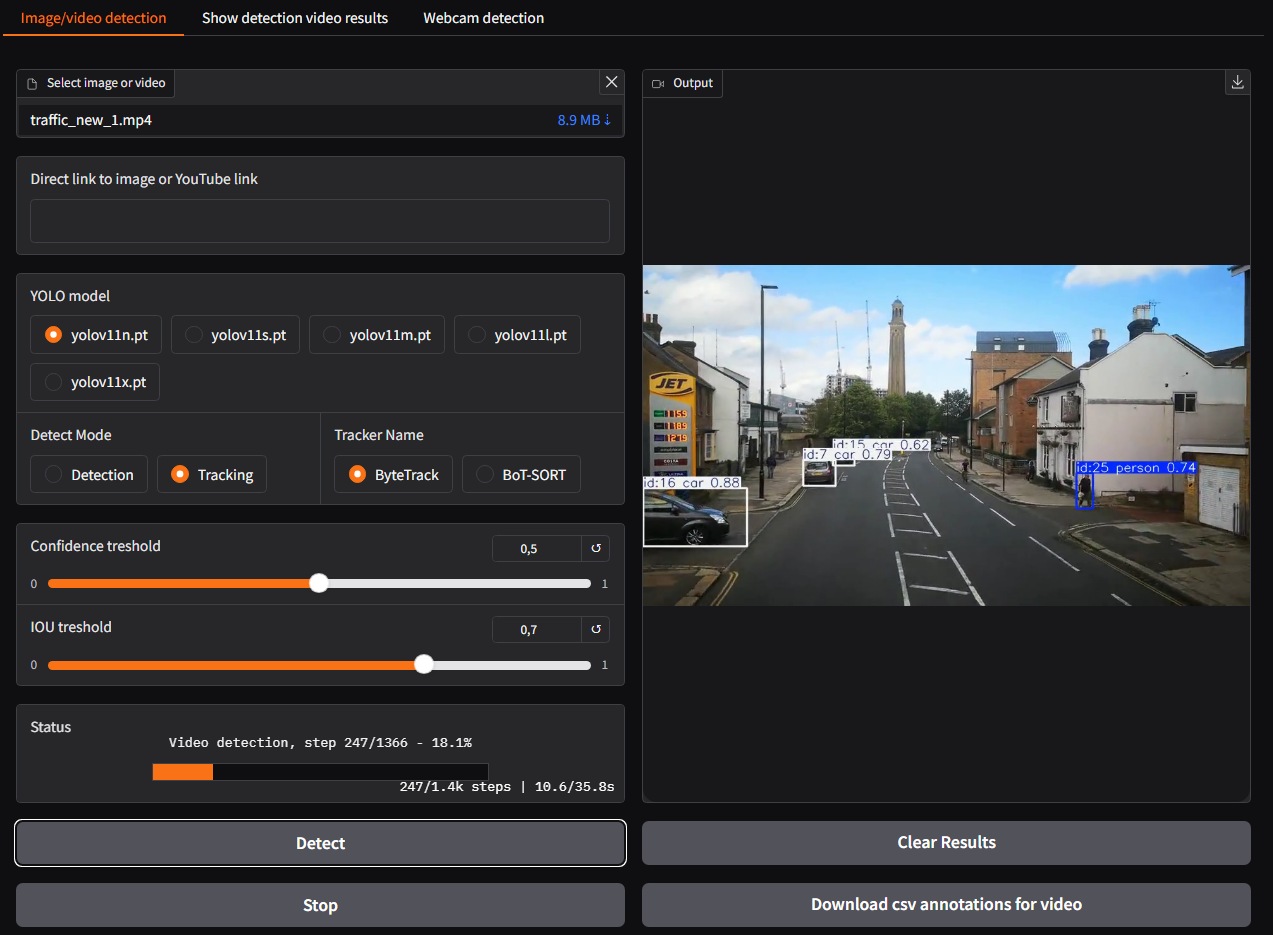 Image/video detection
Show detection video results
Webcam detection
Select image or video
traffic_new_1.mp4
8.9 MB ↓
Direct link to image or YouTube link
YOLO model
yolov11n.pt
yolov11s.pt
yolov11m.pt
yolov11l.pt
yolov11x.pt
Detect Mode
Detection
Tracking
Tracker Name
ByteTrack
BoT-SORT
Confidence treshold
0,5
↺
0
1
IOU treshold
0,7
↺
0
1
Status
Video detection, step 247/1366 - 18.1%
247/1.4k steps | 10.6/35.8s
Detect
Stop
Output
JET
id:15 car 0.62
id:7 car 0.79
id:16 car 0.88
id:25 person 0.74
Clear Results
Download csv annotations for video